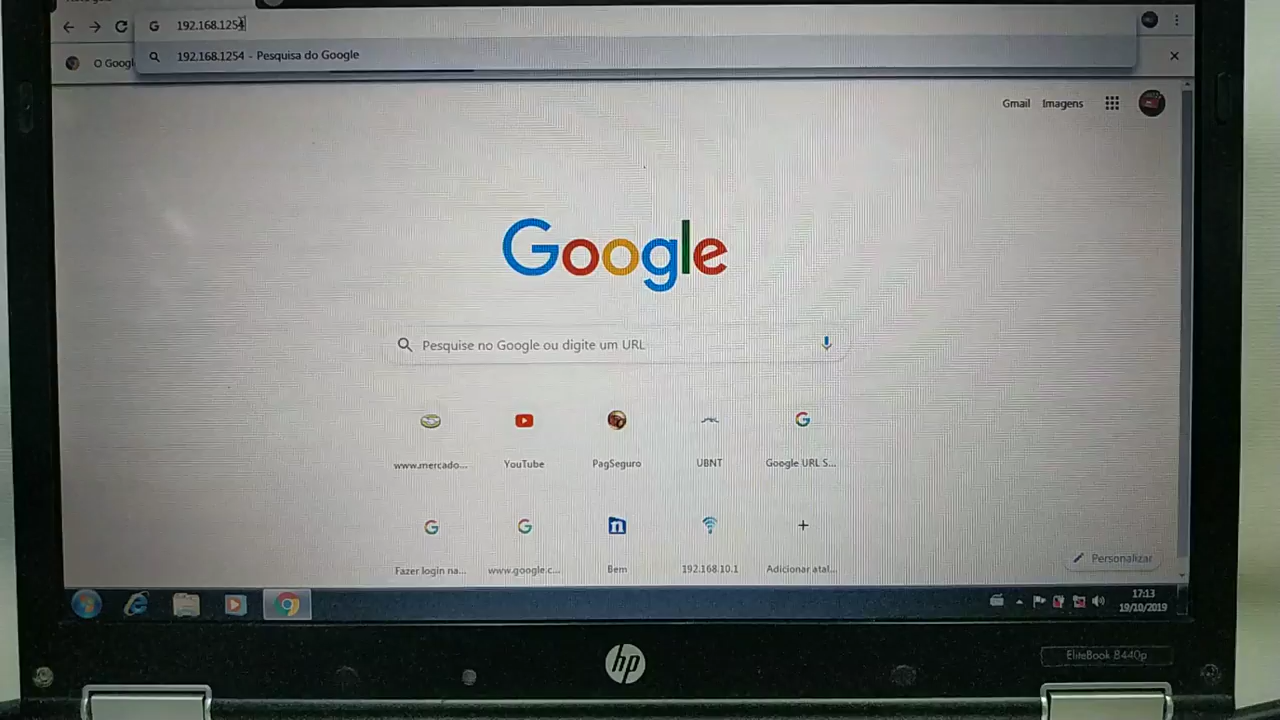 192.168.1254
192.168.1254 - Pesquisa do Google
O Googl
Gmail Imagens
Google
Pesquise no Google ou digite um URL
www.mercado... YouTube PagSeguro UBNT Google URL S...
Fazer login na... www.google.c... Bem 192.168.10.1 Adicionar atal...
Personalizar
17:13
19/10/2019
hp
EliteBook 8440p